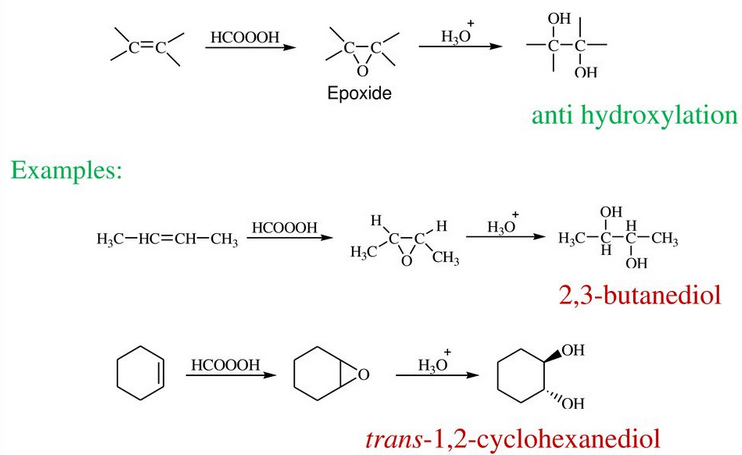 C=C HCOOOH C-C O H₃O⁺ OH C-C OH
Epoxide
anti hydroxylation
Examples:
H₃C-HC=CH-CH₃ HCOOOH H H C-C H₃C O CH₃ H₃O⁺ OH H H₃C-C-C-CH₃ H OH
2,3-butanediol
HCOOOH O H₃O⁺ OH OH
trans-1,2-cyclohexanediol